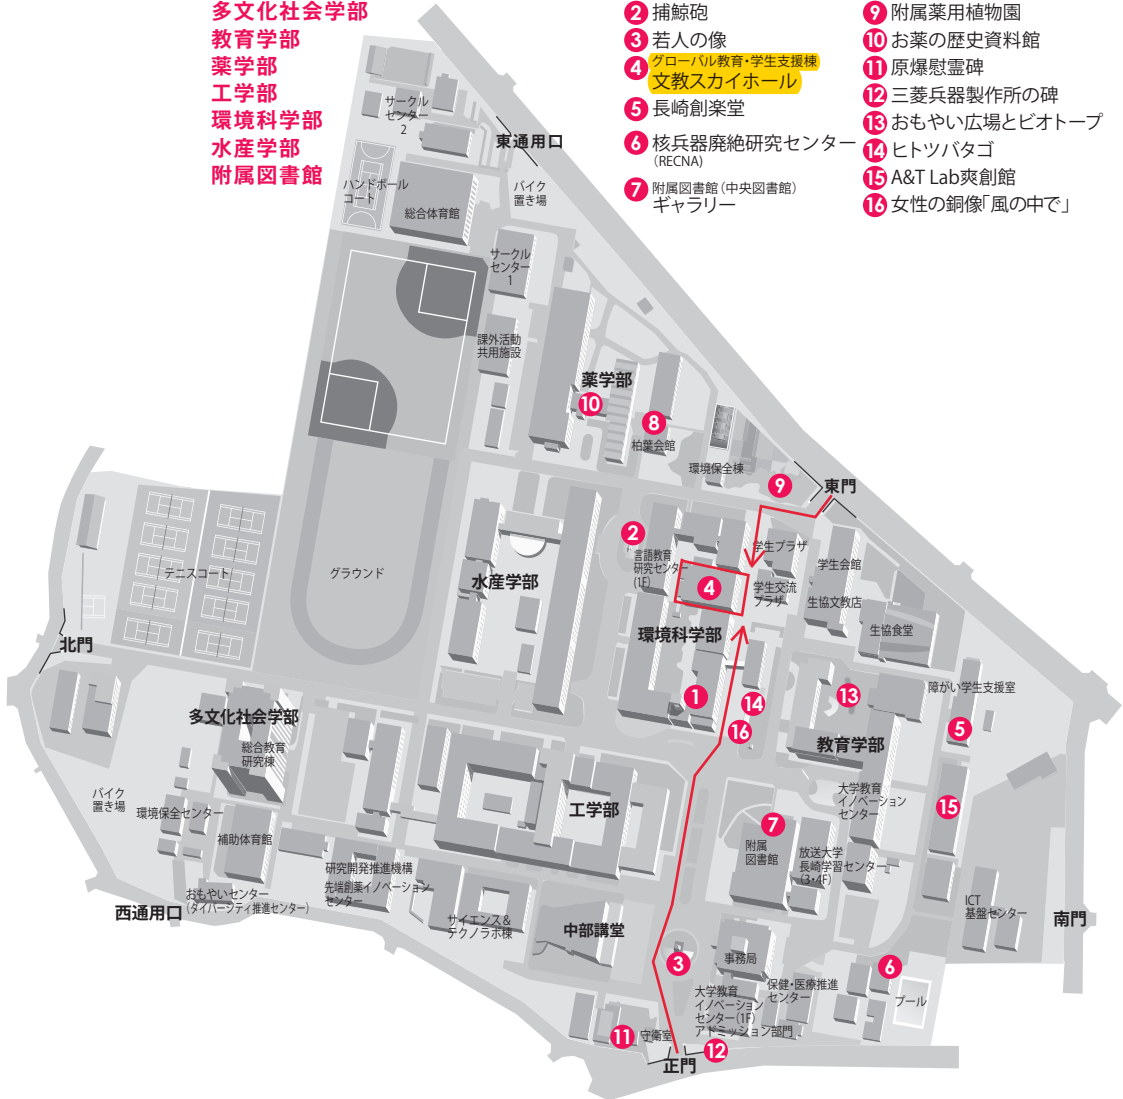 多文化社会学部
教育学部
薬学部
工学部
環境科学部
水産学部
附属図書館
2 捕鯨砲
3 若人の像
4 グローバル教育・学生支援棟
文教スカイホール
5 長崎創楽堂
6 核兵器廃絶研究センター
(RECNA)
7 附属図書館(中央図書館)
ギャラリー
9 附属薬用植物園
10 お薬の歴史資料館
11 原爆慰霊碑
12 三菱兵器製作所の碑
13 おもやい広場とビオトープ
14 ヒトツバタゴ
15 A&T Lab爽創館
16 女性の銅像「風の中で」
サークル
センター
2
東通用口
ハンドボール
コート
バイク
置き場
総合体育館
サークル
センター
1
課外活動
共用施設
薬学部
10
8
柏葉会館
環境保全棟
9
東門
2
言語教育
研究センター
(1F)
学生プラザ
学生会館
テニスコート
グラウンド
水産学部
4
学生交流
プラザ
生協文教店
生協食堂
環境科学部
北門
1
14
16
13
障がい学生支援室
5
多文化社会学部
総合教育
研究棟
教育学部
バイク
置き場
環境保全センター
工学部
大学教育
イノベーション
センター
15
補助体育館
7
附属
図書館
放送大学
長崎学習センター
(3・4F)
研究開発推進機構
先端創薬イノベーション
センター
おもやいセンター
(ダイバーシティ推進センター)
西通用口
サイエンス&
テクノラボ棟
中部講堂
ICT
基盤センター
南門
3
事務局
6
大学教育
イノベーション
センター(1F)
アドミッション部門
保健・医療推進
センター
プール
11
守衛室
12
正門